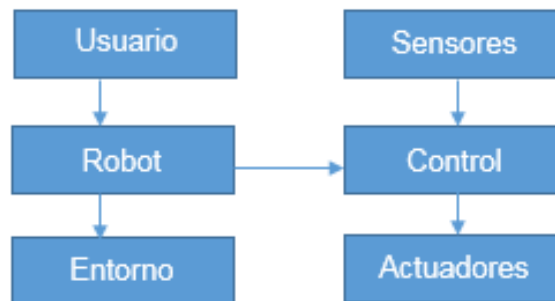 Usuario
Sensores
Robot
Control
Entorno
Actuadores